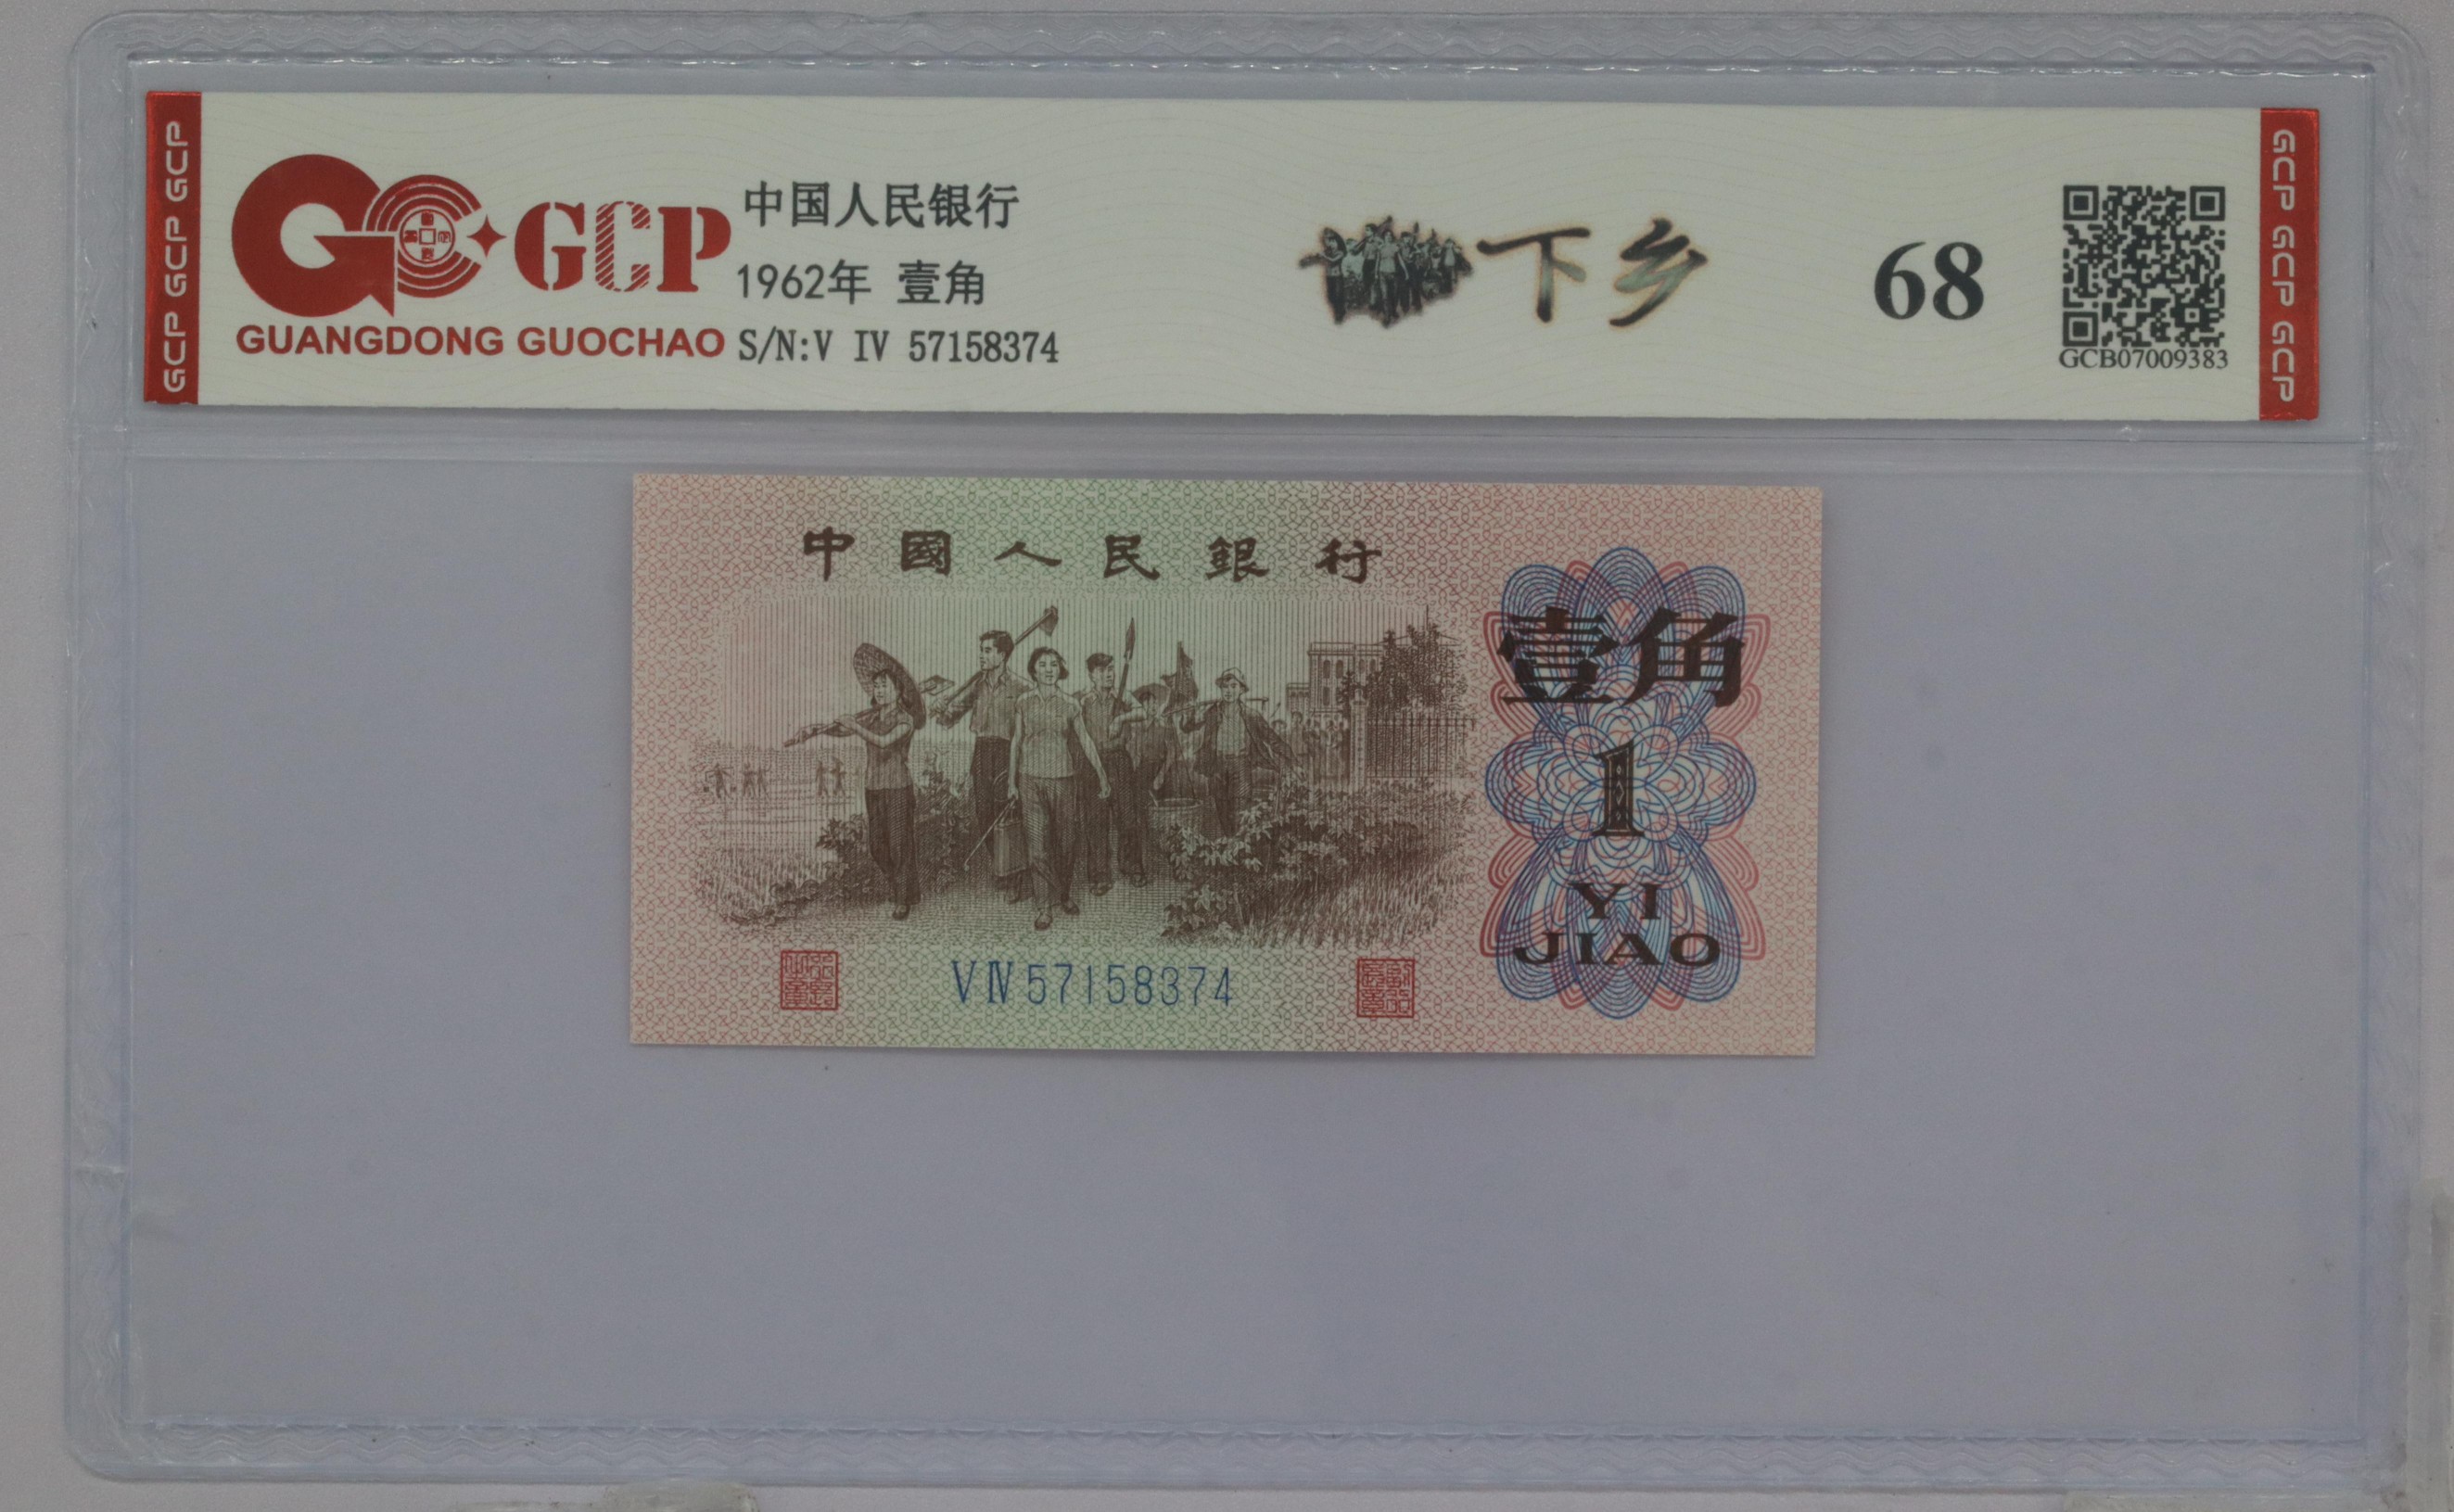 GCP GCP GCP
GCP
GUANGDONG GUOCHAO
中国人民银行
1962年 壹角
S/N:V IV 57158374
下乡
68
GCB07009383
GCP GCP GCP
中國人民銀行
壹角
1
YI
JIAO
V IV 57158374